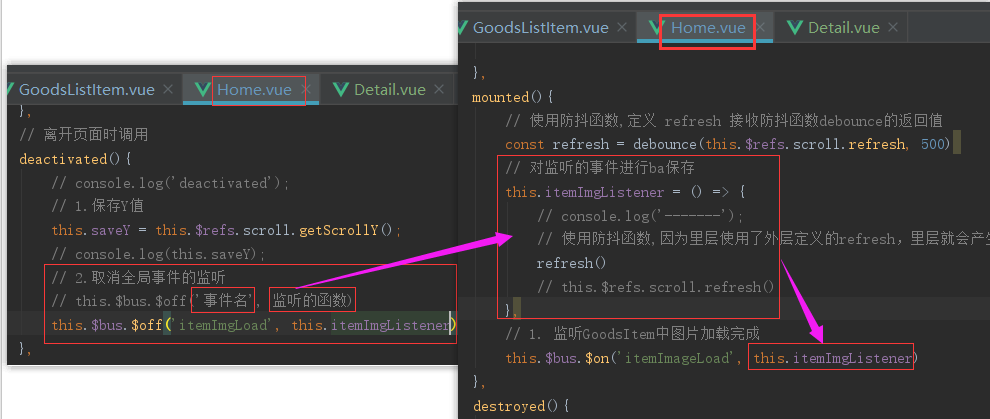 GoodsListItem.vue × Home.vue × Detail.vue ×
},
// 离开页面时调用
deactivated(){
// console.log('deactivated');
// 1.保存Y值
this.saveY = this.$refs.scroll.getScrollY();
// console.log(this.saveY);
// 2.取消全局事件的监听
// this.$bus.$off('事件名', 监听的函数)
this.$bus.$off('itemImgLoad', this.itemImgListener)
},
GoodsListItem.vue × Home.vue × Detail.vue ×
},
mounted(){
// 使用防抖函数,定义 refresh 接收防抖函数debounce的返回值
const refresh = debounce(this.$refs.scroll.refresh, 500)
// 对监听的事件进行ba保存
this.itemImgListener = () => {
// console.log('-------');
// 使用防抖函数,因为里层使用了外层定义的refresh，里层就会产生
refresh()
// this.$refs.scroll.refresh()
},
// 1. 监听GoodsItem中图片加载完成
this.$bus.$on('itemImageLoad', this.itemImgListener)
},
destroyed(){